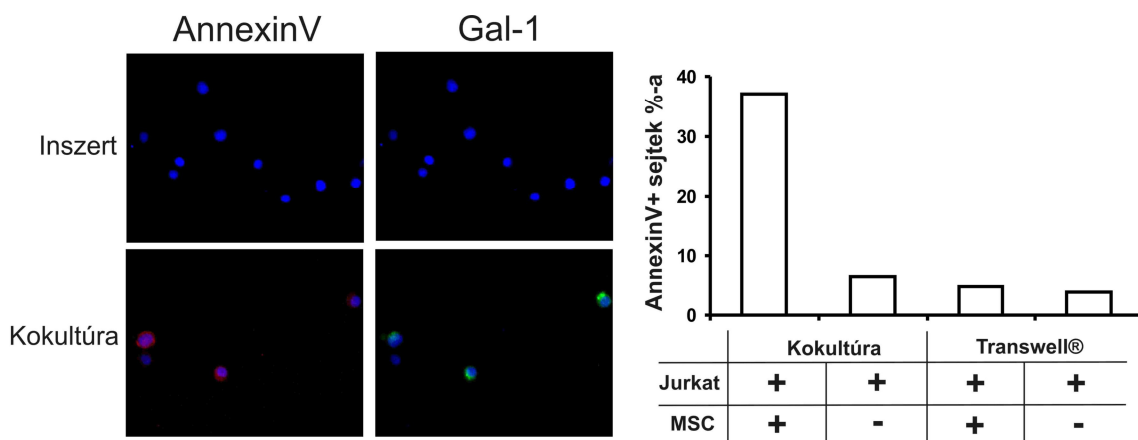 AnnexinV Gal-1
Inszert
Kokultúra
AnnexinV+ sejtek %-a
40
30
20
10
0
Kokultúra Transwell®
Jurkat + + + +
MSC + - + -